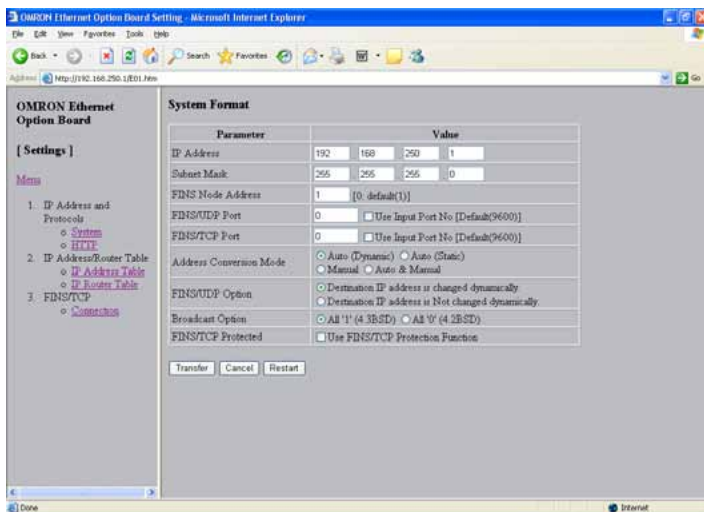 OMRON Ethernet Option Board Setting - Microsoft Internet Explorer
File Edit View Favorites Tools Help
Back Search Favorites
Address http://192.168.250.1/E01.htm Go
OMRON Ethernet
Option Board
[ Settings ]
Menu
1. IP Address and
Protocols
System
HTTP
2. IP Address/Router Table
IP Address Table
IP Router Table
3. FINS/TCP
Connection
System Format
Parameter Value
IP Address 192 . 168 . 250 . 1
Subnet Mask 255 . 255 . 255 . 0
FINS Node Address 1 [0: default(1)]
FINS/UDP Port 0 Use Input Port No [Default(9600)]
FINS/TCP Port 0 Use Input Port No [Default(9600)]
Address Conversion Mode Auto (Dynamic) Auto (Static)
Manual Auto & Manual
FINS/UDP Option Destination IP address is changed dynamically.
Destination IP address is Not changed dynamically.
Broadcast Option All '1' (4.3BSD) All '0' (4.2BSD)
FINS/TCP Protected Use FINS/TCP Protection Function
Transfer Cancel Restart
Done Internet